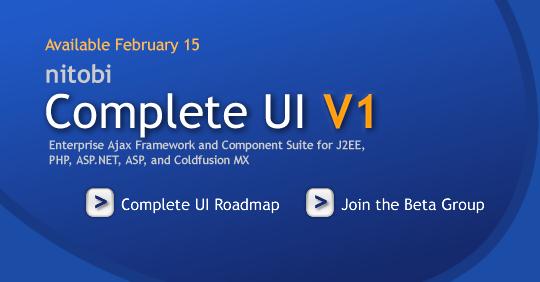 Available February 15
nitobi
Complete UI V1
Enterprise Ajax Framework and Component Suite for J2EE,
PHP, ASP.NET, ASP, and Coldfusion MX
> Complete UI Roadmap > Join the Beta Group